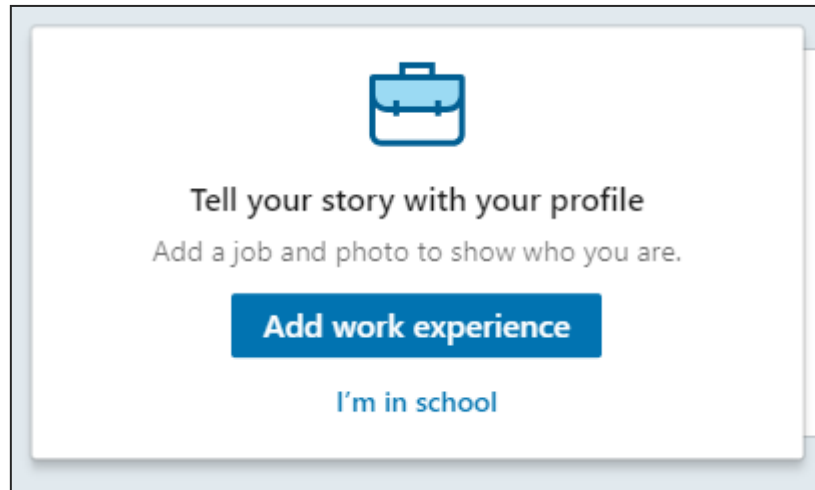 Tell your story with your profile
Add a job and photo to show who you are.
Add work experience
I'm in school